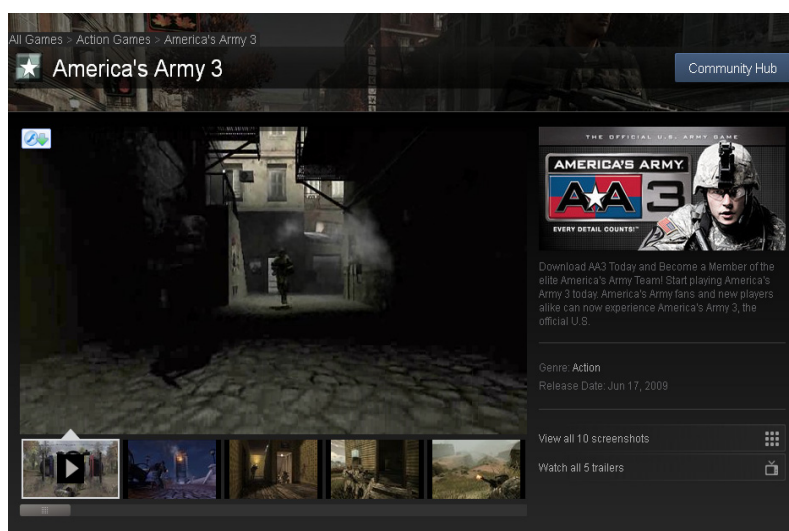 All Games > Action Games > America's Army 3
America's Army 3
Community Hub
THE OFFICIAL U.S. ARMY GAME
AMERICA'S ARMY
AA3
EVERY DETAIL COUNTS!™
Download AA3 Today and Become a Member of the
elite America's Army Team! Start playing America's
Army 3 today. America's Army fans and new players
alike can now experience America's Army 3, the
official U.S.
Genre: Action
Release Date: Jun 17, 2009
View all 10 screenshots
Watch all 5 trailers